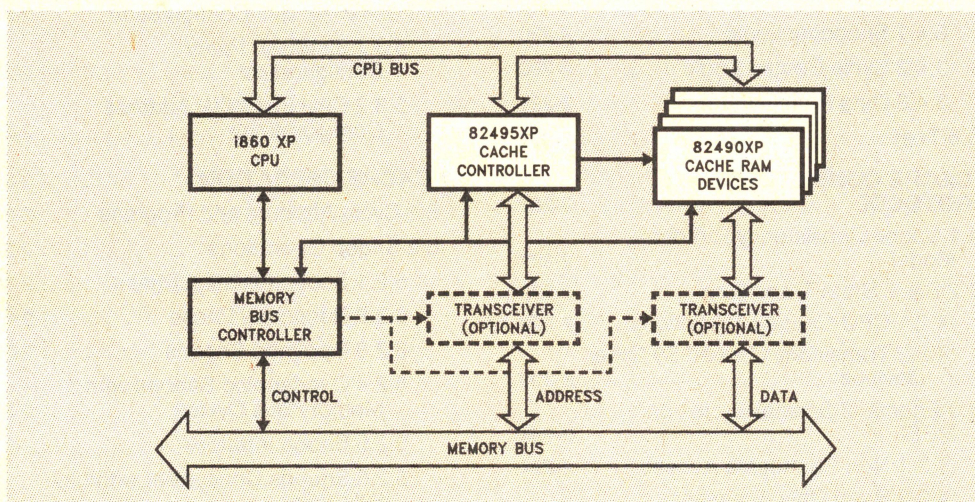 CPU BUS
i860 XP
CPU
82495XP
CACHE
CONTROLLER
82490XP
CACHE RAM
DEVICES
MEMORY
BUS
CONTROLLER
TRANSCEIVER
(OPTIONAL)
TRANSCEIVER
(OPTIONAL)
CONTROL
ADDRESS
DATA
MEMORY BUS